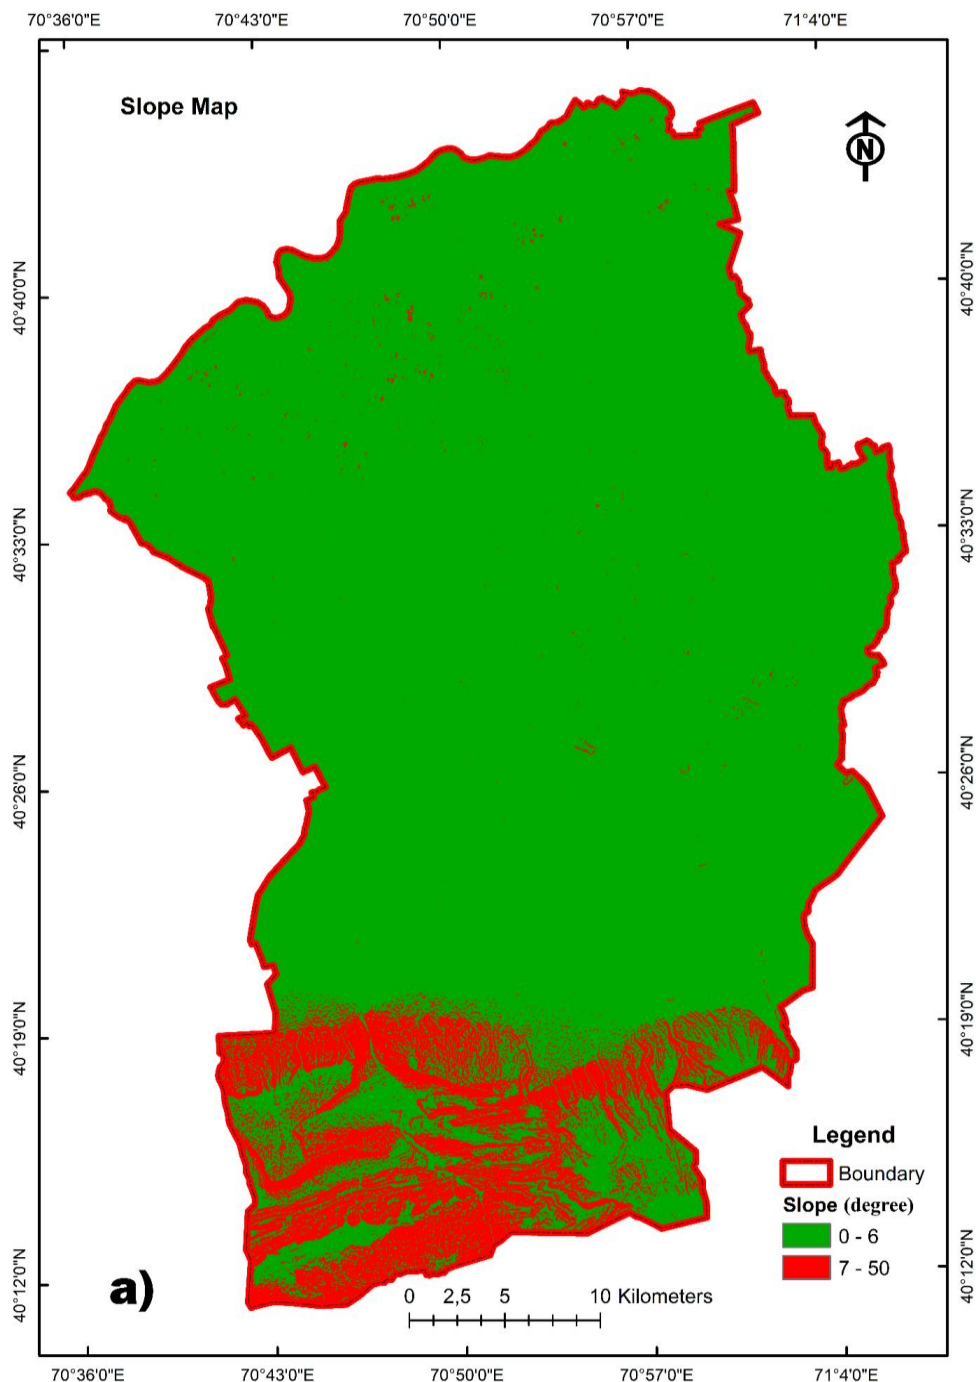 70°36'0"E 70°43'0"E 70°50'0"E 70°57'0"E 71°4'0"E
Slope Map
N
40°40'0"N 40°40'0"N
40°33'0"N 40°33'0"N
40°26'0"N 40°26'0"N
40°19'0"N 40°19'0"N
Legend
Boundary
Slope (degree)
0 - 6
7 - 50
40°12'0"N 40°12'0"N
a)
0 2,5 5 10 Kilometers
70°36'0"E 70°43'0"E 70°50'0"E 70°57'0"E 71°4'0"E